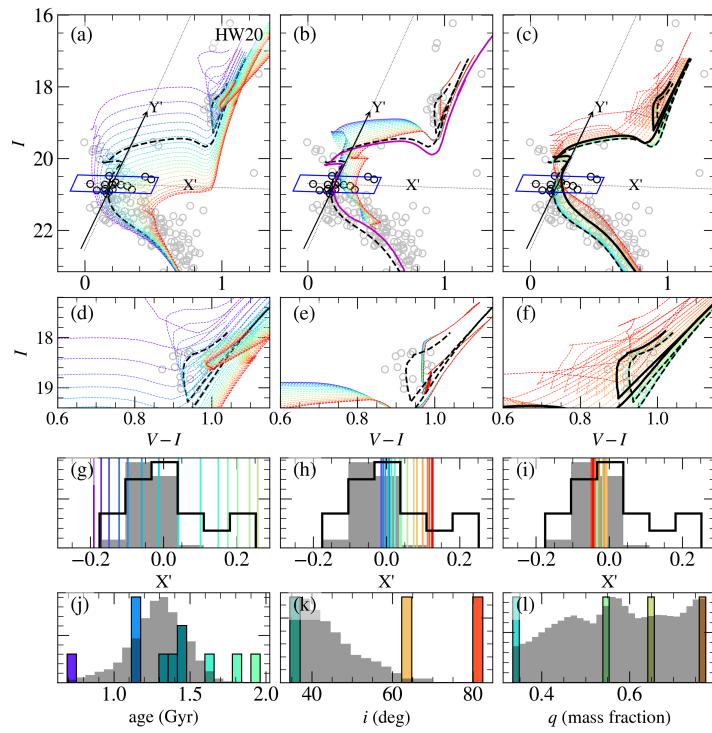 16
(a)
HW20
(b)
(c)
18
Y'
Y'
Y'
I
20
X'
X'
X'
22
0
1
0
1
0
1
(d)
(e)
(f)
18
I
19
0.6
0.8
1.0
0.6
0.8
1.0
0.6
0.8
1.0
V − I
V − I
V − I
(g)
(h)
(i)
−0.2
0.0
0.2
−0.2
0.0
0.2
−0.2
0.0
0.2
X'
X'
X'
(j)
(k)
(l)
1.0
1.5
2.0
40
60
80
0.4
0.6
age (Gyr)
i (deg)
q (mass fraction)